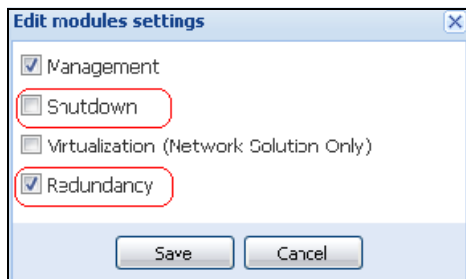 Edit modules settings
Management
Shutdown
Virtualization (Network Solution Only)
Redundancy
Save Cancel